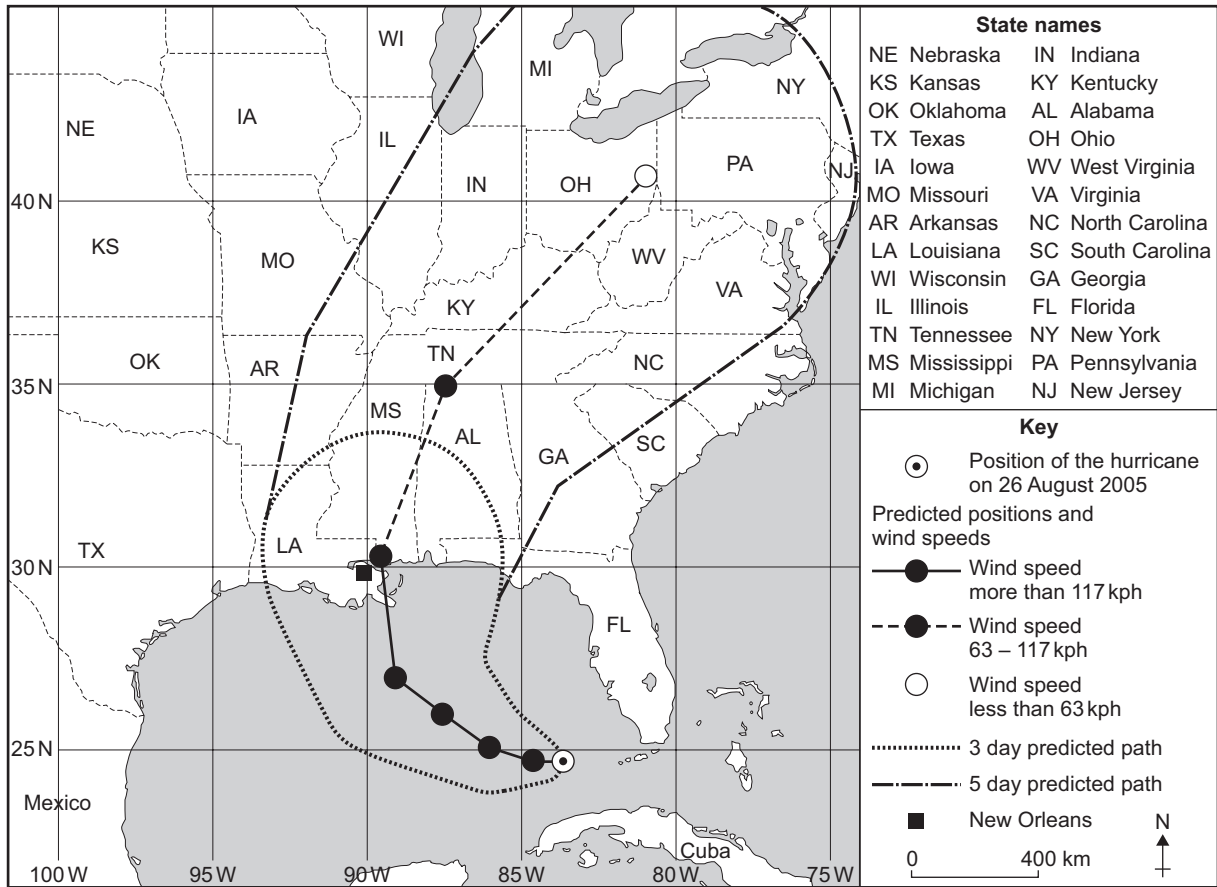 WI
MI
NY
NE
IA
IL
IN
OH
PA
NJ
40 N
KS
MO
WV
VA
KY
OK
AR
TN
NC
35 N
MS
AL
GA
SC
TX
LA
30 N
FL
25 N
Mexico
Cuba
100 W
95 W
90 W
85 W
80 W
75 W
State names
NE Nebraska IN Indiana
KS Kansas KY Kentucky
OK Oklahoma AL Alabama
TX Texas OH Ohio
IA Iowa WV West Virginia
MO Missouri VA Virginia
AR Arkansas NC North Carolina
LA Louisiana SC South Carolina
WI Wisconsin GA Georgia
IL Illinois FL Florida
TN Tennessee NY New York
MS Mississippi PA Pennsylvania
MI Michigan NJ New Jersey
Key
Position of the hurricane
on 26 August 2005
Predicted positions and
wind speeds
Wind speed
more than 117 kph
Wind speed
63 – 117 kph
Wind speed
less than 63 kph
3 day predicted path
5 day predicted path
New Orleans
N
0 400 km